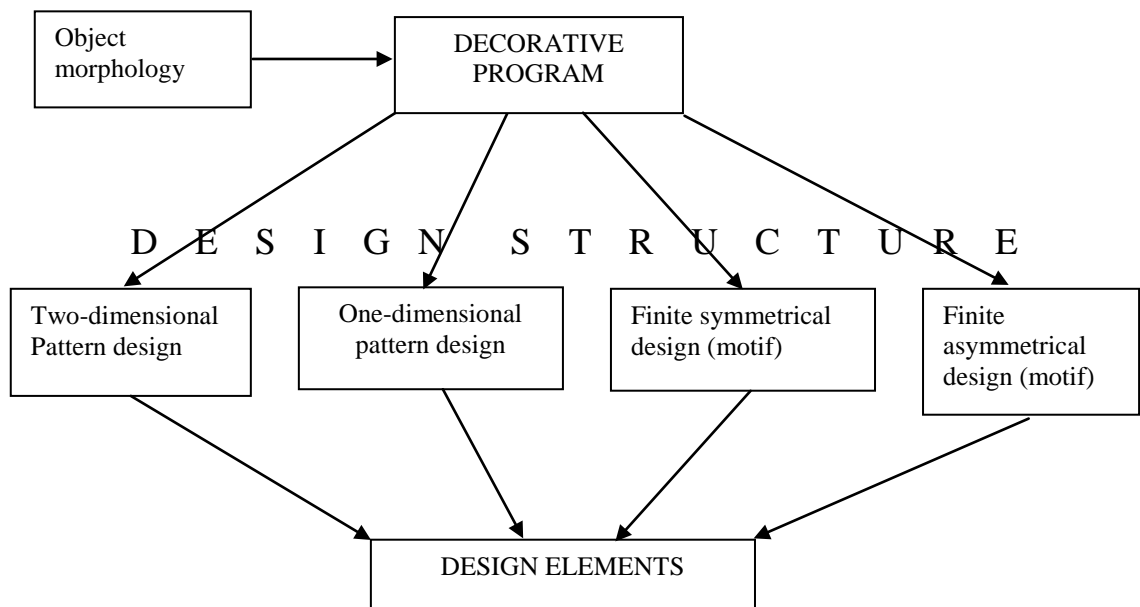 Object
morphology
DECORATIVE
PROGRAM
D E S I G N S T R U C T U R E
Two-dimensional
Pattern design
One-dimensional
pattern design
Finite symmetrical
design (motif)
Finite
asymmetrical
design (motif)
DESIGN ELEMENTS